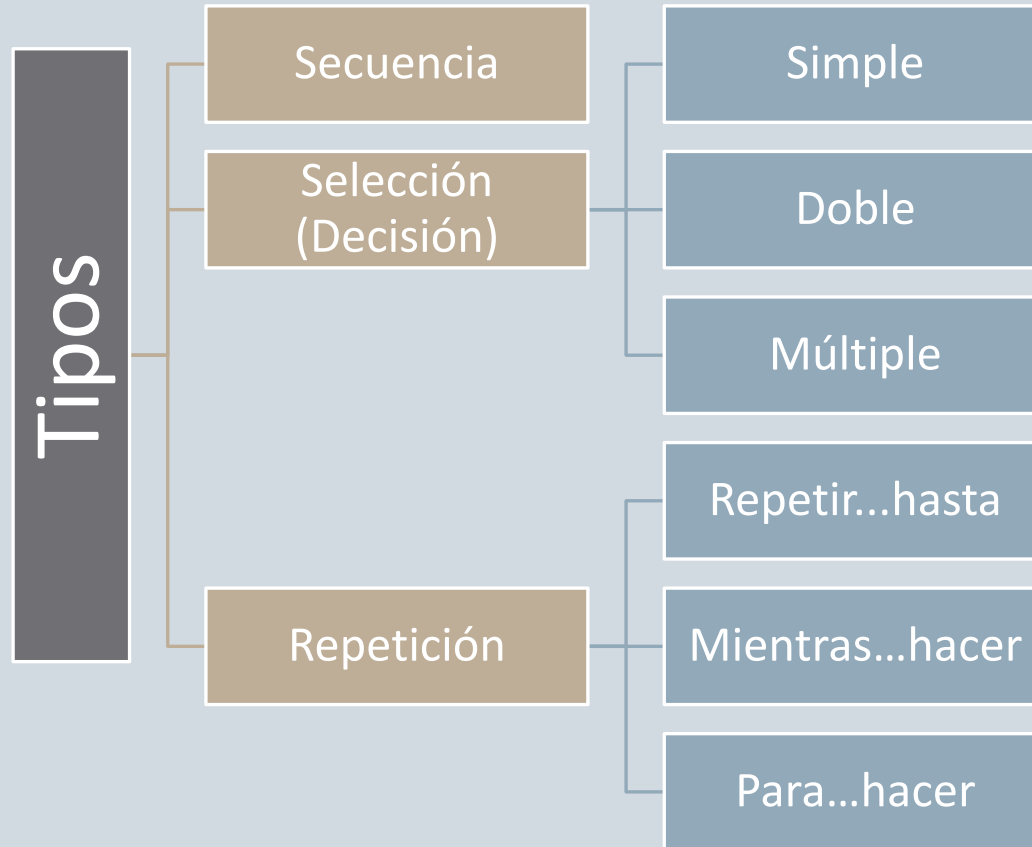 Tipos
Secuencia
Selección
(Decisión)
Simple
Doble
Múltiple
Repetición
Repetir...hasta
Mientras...hacer
Para...hacer